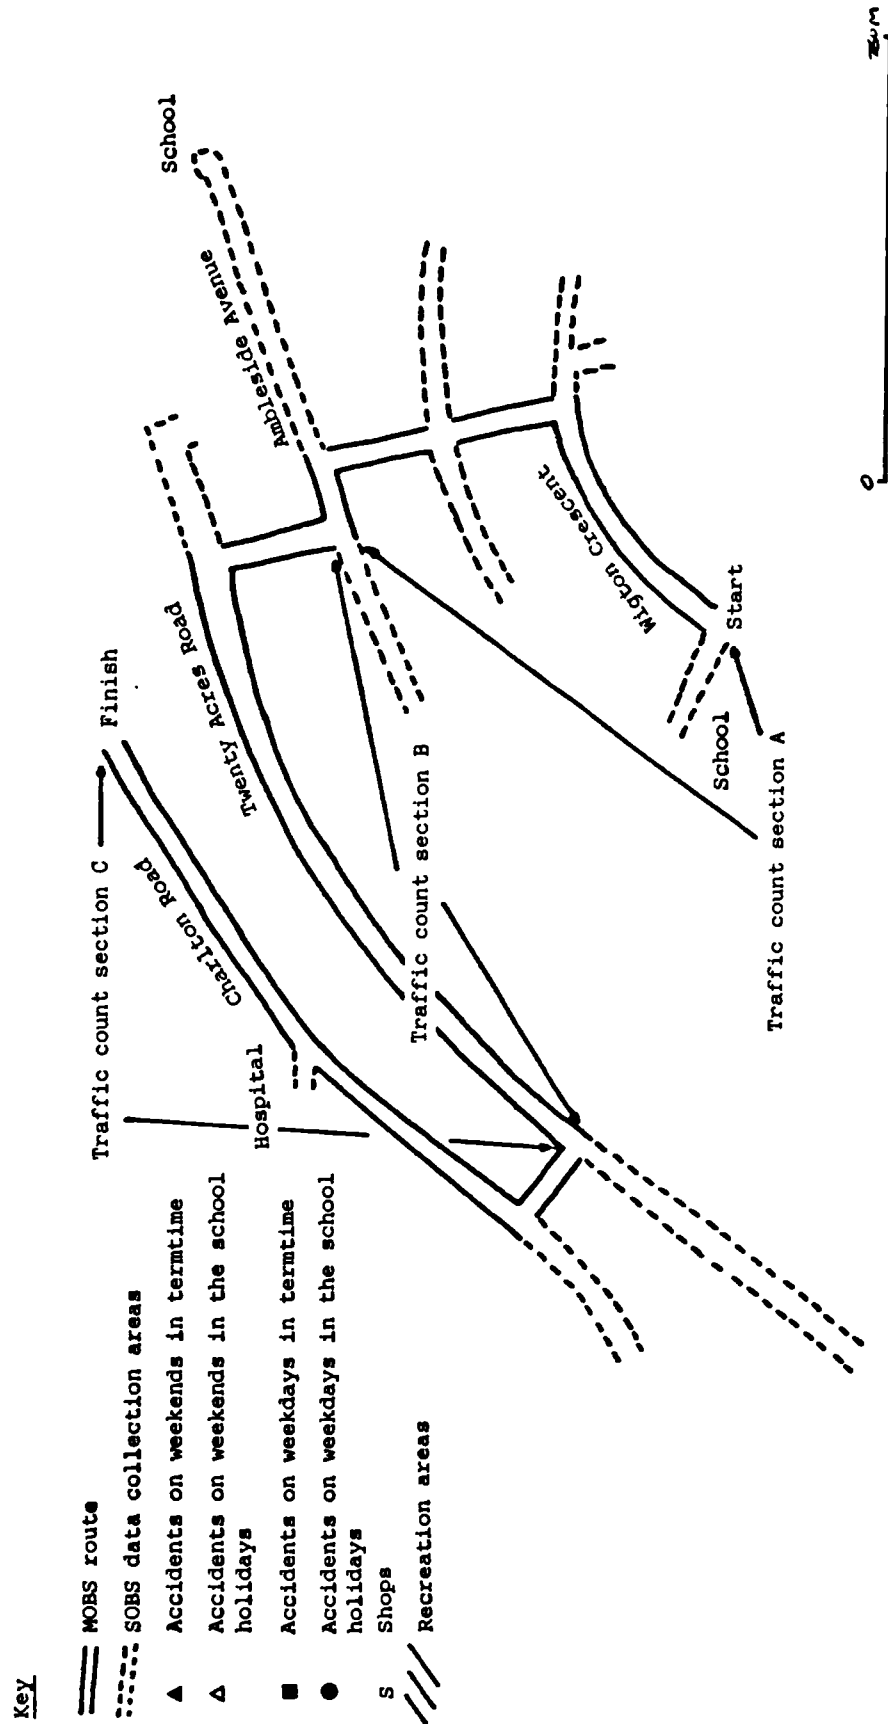 Key
MOBS route
SOBS data collection areas
Accidents on weekends in termtime
Accidents on weekends in the school
holidays
Accidents on weekdays in termtime
Accidents on weekdays in the school
holidays
S Shops
Recreation areas
Traffic count section C
Finish
Charlton Road
Hospital
Twenty Acres Road
School
Ambleside Avenue
Traffic count section B
Wigton Crescent
School
Start
Traffic count section A
0